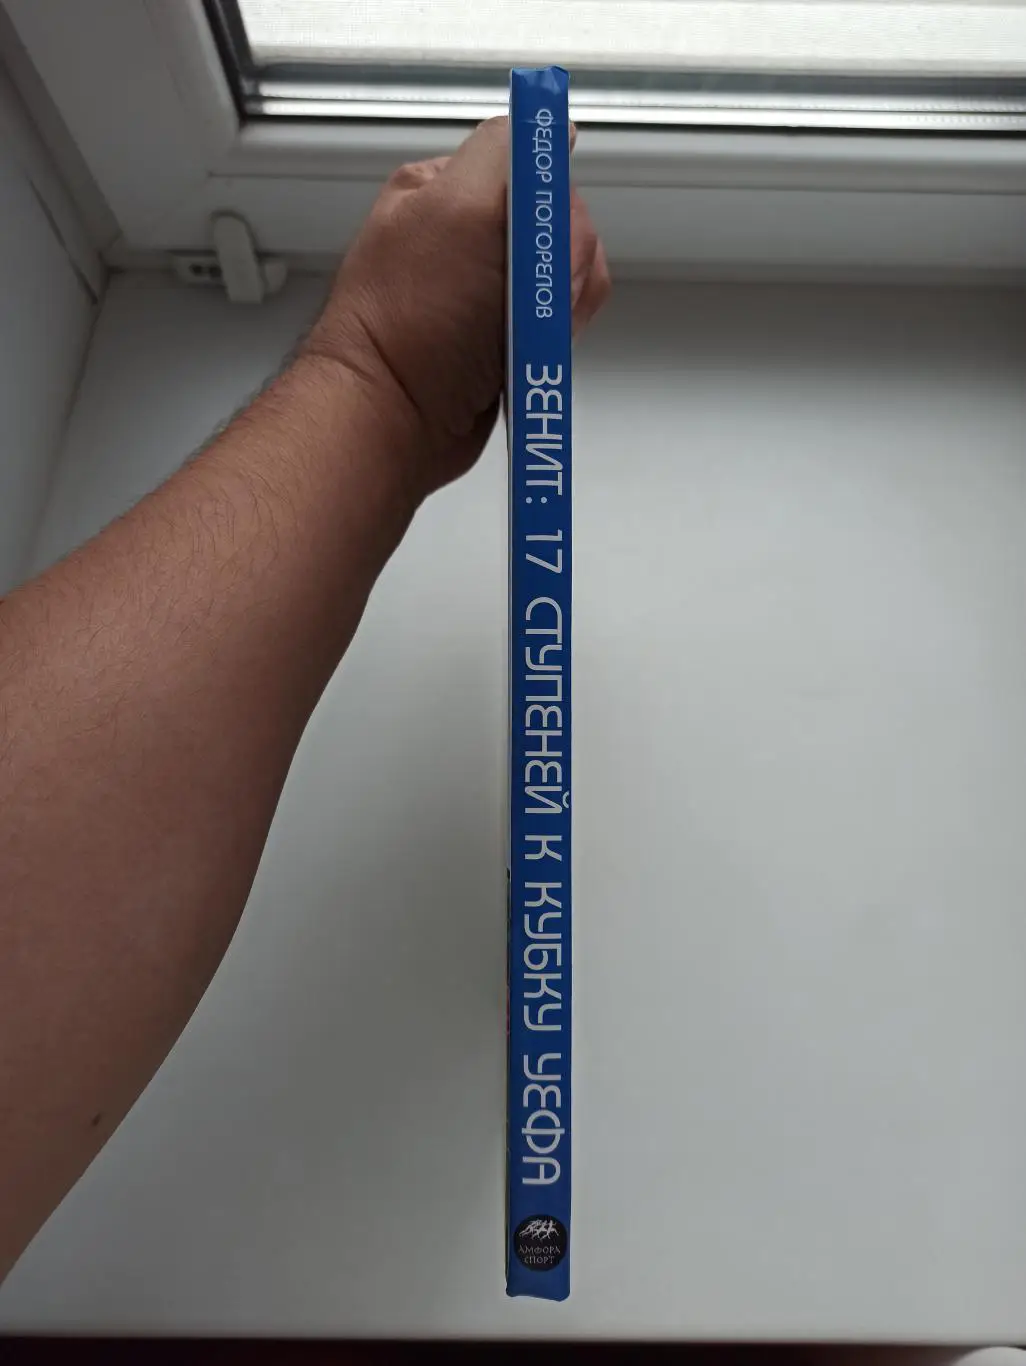 ФЕДОР ПОГОРЕЛОВ
ЗЕНИТ: 17 СТУПЕНЕЙ К КУБКУ УЕФА
АМФОРА
СПОРТ